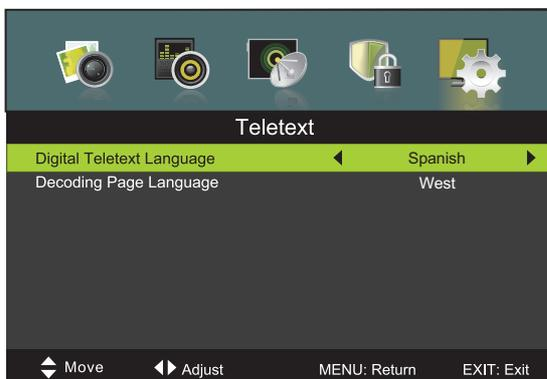 Teletext
Digital Teletext Language Spanish
Decoding Page Language West
Move Adjust MENU: Return EXIT: Exit